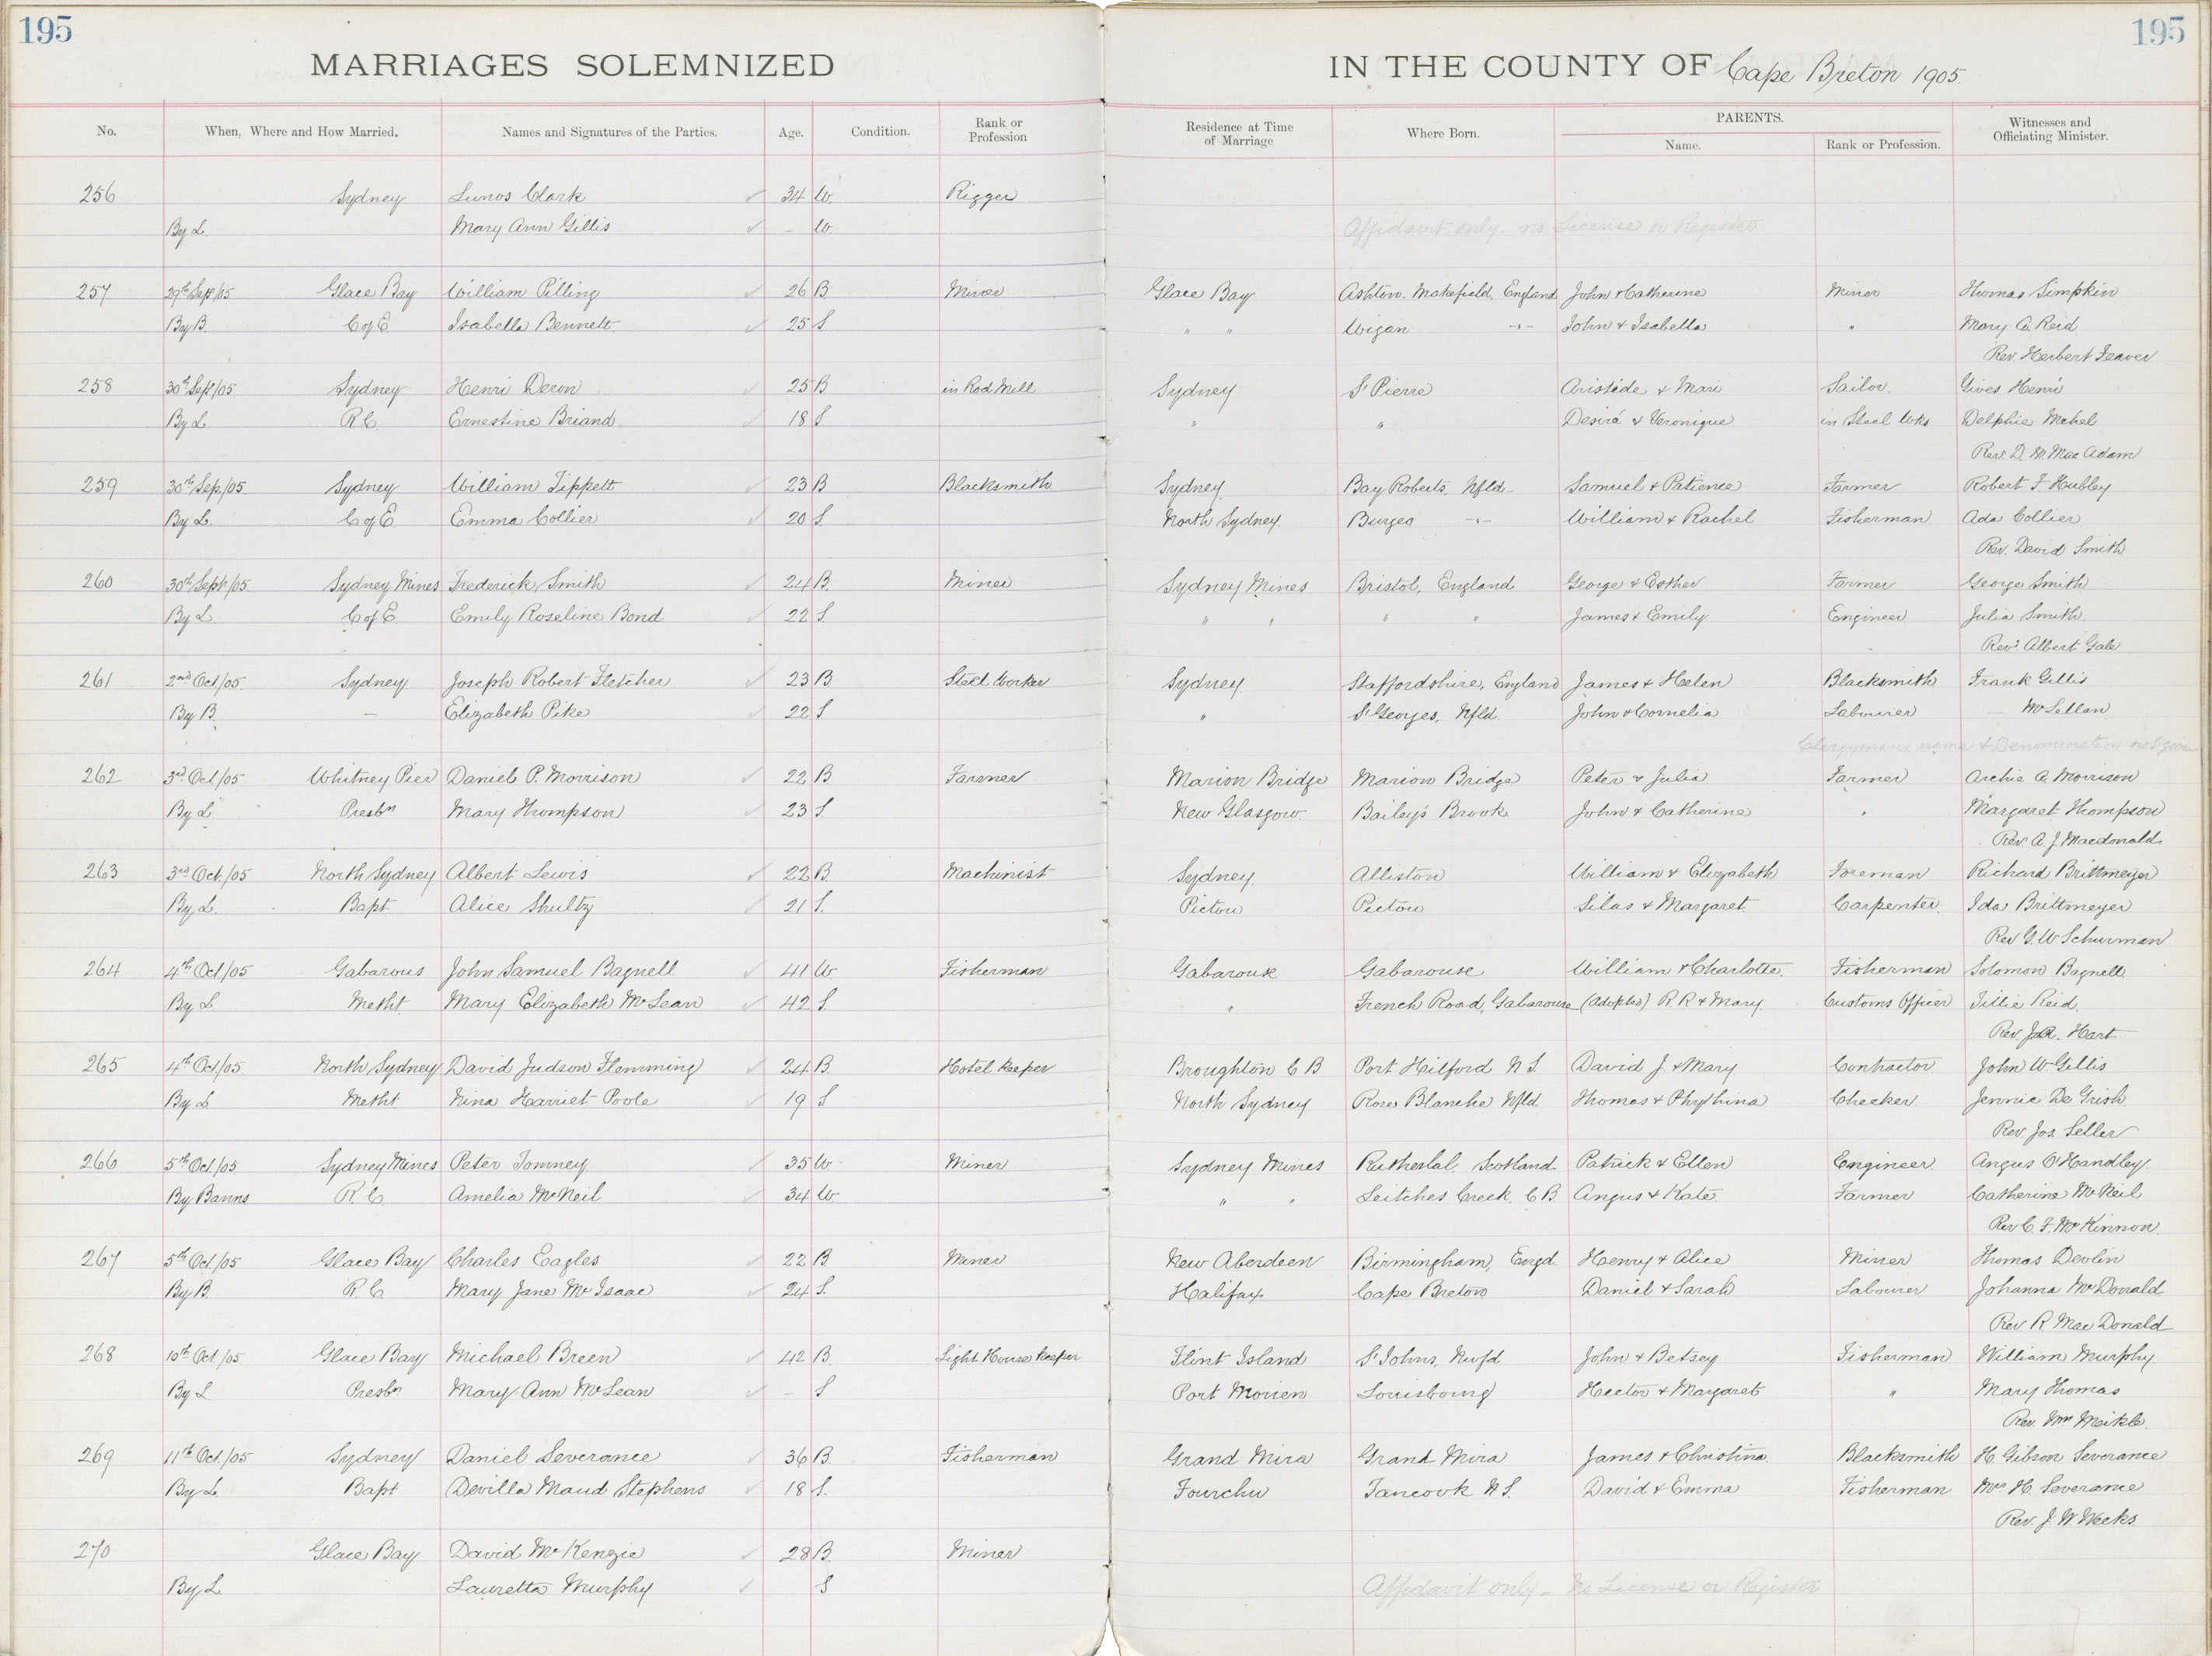 195 195
MARRIAGES SOLEMNIZED IN THE COUNTY OF Cape Breton 1905.
No. When, Where and How Married. Names and Signatures of the Parties. Age. Condition. Rank or Profession Residence at Time of Marriage Where Born. PARENTS. Name. Rank or Profession. Witnesses and Officiating Minister.
256 Sydney Lunos Clark 34 W. Rigger
By L. Mary Ann Gillis - W. Affidavit only. no License or Register
257 29th Sept/05 Glace Bay William Pilling 26 B Miner Glace Bay Ashton. Makefield, England John & Catherine Miner Thomas Simpkin
By B C of E Isabella Bennett 25 S " " Wigan -"- John & Isabella " Mary A. Reid
Rev. Herbert Feaver
258 30th Sept/05 Sydney Henri Deron 25 B in Rod Mill Sydney St Pierre Aristide & Marie Sailor Yives Henri
By L R C. Ernestine Briand 18 S " " Desiré & Veronique in Steel Wks Delphie Mahel
Rev. D. M. MacAdam
259 30th Sep./05 Sydney William Tippett 23 B Blacksmith Sydney Bay Roberts, Nfld- Samuel & Patience Farmer Robert F. Hubley
By L. C of E Emma Collier 20 S North Sydney Burgeo -"- William & Rachel Fisherman Ada Collier
Rev. David Smith
260 30th Sept/05 Sydney Mines Frederick Smith 24 B. Miner Sydney Mines Bristol, England George & Esther Farmer George Smith
By L C of E Emily Roseline Bond 22 S " " " " James & Emily Engineer Julia Smith
Revd Albert Gale
261 2nd Oct/05 Sydney Joseph Robert Fletcher 23 B Steel Worker Sydney Staffordshire, England James & Helen Blacksmith Frank Gillis
By B. - Elizabeth Pike 22 S " St Georges, Nfld. John & Cornelia Labourer - McLellan
Clergymans name & Denomination not given
262 3rd Oct/05 Whitney Pier Daniel P. Morrison 22 B Farmer Marion Bridge Marion Bridge Peter & Julia Farmer Archie A. Morrison
By L Presbn Mary Thompson 23 S. New Glasgow Bailey's Brook John & Catherine " Margaret Thompson
Rev. A. J. Macdonald
263 3rd Oct./05 North Sydney Albert Lewis 22 B Machinist Sydney Alliston William & Elizabeth Foreman Richard Brittmeyer
By L. Bapt Alice Shultz 21 S. Pictou Pictou Silas & Margaret Carpenter Ida Brittmeyer
Rev G. W. Schurman
264 4th Oct/05 Gabarous John Samuel Bagnell 41 W Fisherman Gabarouse Gabarouse William & Charlotte Fisherman Solomon Bagnell
By L Metht. Mary Elizabeth McLean 42 S. " French Road, Gabarouse (Adopted) R R & Mary Customs Officer Tillie Reid.
Rev. J. R. Hart
265 4th Oct/05 North Sydney David Judson Flemming 24 B. Hotel keeper Broughton C B Port Hilford N S David J. & Mary Contractor John W Gillis
By L Metht. Nina Harriet Poole 19 S North Sydney Rose Blanche Nfld Thomas & Phythina Checker Jennie De Grish
Rev. Jos. Seller
266 5th Oct./05 Sydney Mines Peter Tomney 35 W Miner Sydney Mines Scotland Patrick & Ellen Engineer Angus O'Handley
By Banns R C. Amelia McNeil 34 W. " " Leitches Creek C B. Angus & Kate Farmer Catherine McNeil
Rev C. F. McKinnon
267 5th Oct/05 Glace Bay Charles Eagles 22 B. Miner New Aberdeen Birmingham, Engd. Henry & Alice Miner Thomas Devlin
By B. R C. Mary Jane McIsaac 24 S. Halifax Cape Breton Daniel & Sarah Labourer Johanna McDonald
Rev. R MacDonald
268 10th Oct/05 Glace Bay Michael Breen 42 B. Light House Keeper Flint Island St Johns, Nwfd John & Betsey Fisherman William Murphy
By L Presbn Mary Ann McLean - S Port Morien Louisbourg Hector & Margaret " Mary Thomas
Rev. Wm Meikle
269 11th Oct./05 Sydney Daniel Severance 36 B. Fisherman Grand Mira Grand Mira James & Christina Blacksmith H. Gibson Severance
By L. Bapt Devilla Maud Stephens 18 S. Fourchu Tancook N S. David & Emma Fisherman Mrs H. Severance
Rev. J. W Weeks
270 Glace Bay David McKenzie 28 B. Miner
By L Lauretta Murphy S Affidavit only- No License or Register